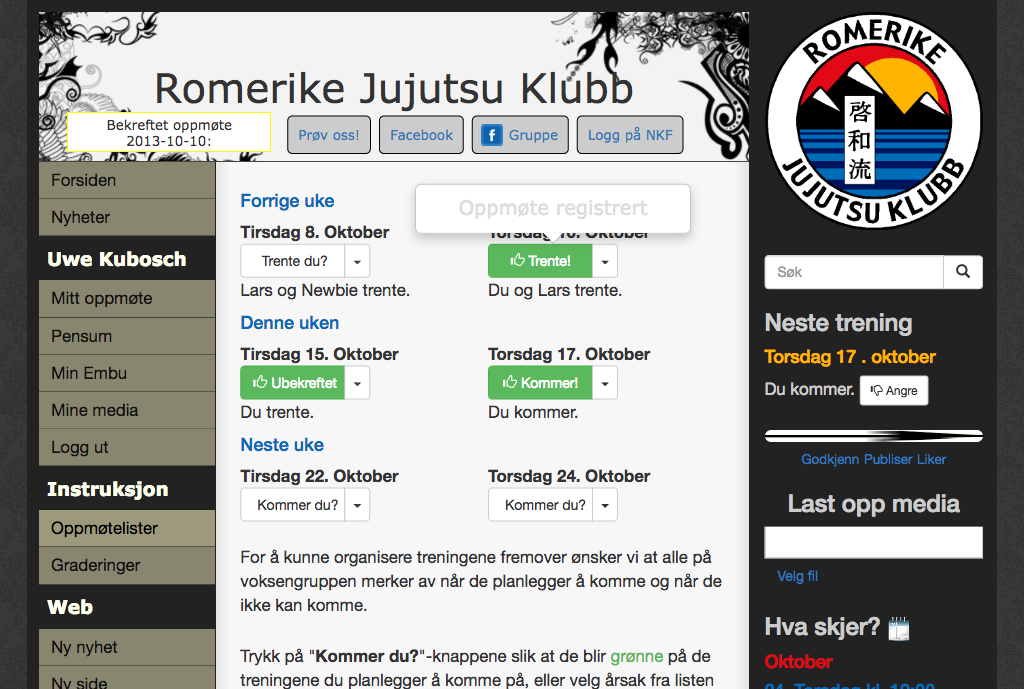 Romerike Jujutsu Klubb
Bekreftet oppmøte
2013-10-10:
Prøv oss!
Facebook
Gruppe
Logg på NKF
ROMERIKE
啓和流
JUJUTSU KLUBB
Forsiden
Nyheter
Uwe Kubosch
Mitt oppmøte
Pensum
Min Embu
Mine media
Logg ut
Instruksjon
Oppmøtelister
Graderinger
Web
Ny nyhet
Ny side
Forrige uke
Oppmøte registrert
Tirsdag 8. Oktober
Torsdag 10. Oktober
Trente du?
Trente!
Lars og Newbie trente.
Du og Lars trente.
Denne uken
Tirsdag 15. Oktober
Torsdag 17. Oktober
Ubekreftet
Kommer!
Du trente.
Du kommer.
Neste uke
Tirsdag 22. Oktober
Torsdag 24. Oktober
Kommer du?
Kommer du?
For å kunne organisere treningene fremover ønsker vi at alle på
voksengruppen merker av når de planlegger å komme og når de
ikke kan komme.
Trykk på "Kommer du?"-knappene slik at de blir grønne på de
treningene du planlegger å komme på, eller velg årsak fra listen
Søk
Neste trening
Torsdag 17 . oktober
Du kommer.
Angre
Godkjenn Publiser Liker
Last opp media
Velg fil
Hva skjer?
Oktober
24. Torsdag kl. 19:00